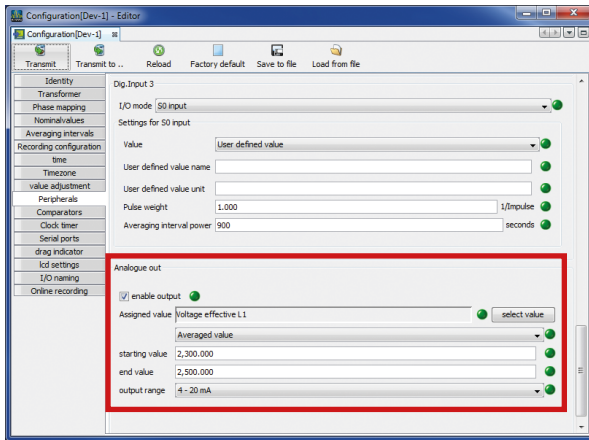 Configuration[Dev-1] - Editor
Configuration[Dev-1]
Transmit Transmit to .. Reload Factory default Save to file Load from file
Identity
Transformer
Phase mapping
Nominalvalues
Averaging intervals
Recording configuration
time
Timezone
value adjustment
Peripherals
Comparators
Clock timer
Serial ports
drag indicator
lcd settings
I/O naming
Online recording
Dig.Input 3
I/O mode S0 input
Settings for S0 input
Value User defined value
User defined value name
User defined value unit
Pulse weight 1.000 1/Impulse
Averaging interval power 900 seconds
Analogue out
enable output
Assigned value Voltage effective L1 select value
Averaged value
starting value 2,300.000
end value 2,500.000
output range 4 - 20 mA